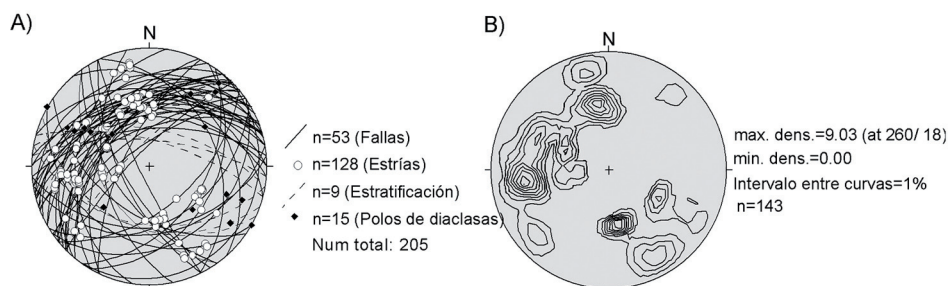 A)
N
n=53 (Fallas)
n=128 (Estrías)
n=9 (Estratificación)
n=15 (Polos de diaclasas)
Num total: 205
B)
N
max. dens.=9.03 (at 260/ 18)
min. dens.=0.00
Intervalo entre curvas=1%
n=143